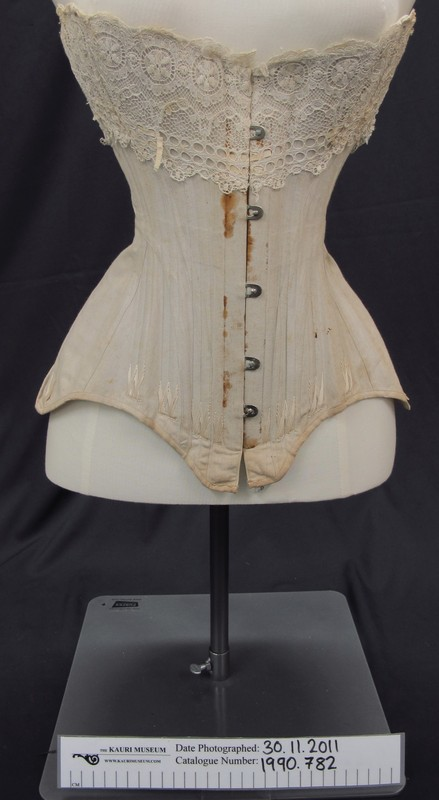 THE KAURI MUSEUM
WWW.KAURIMUSEUM.COM
Date Photographed: 30.11.2011
Catalogue Number: 1990.782
CM